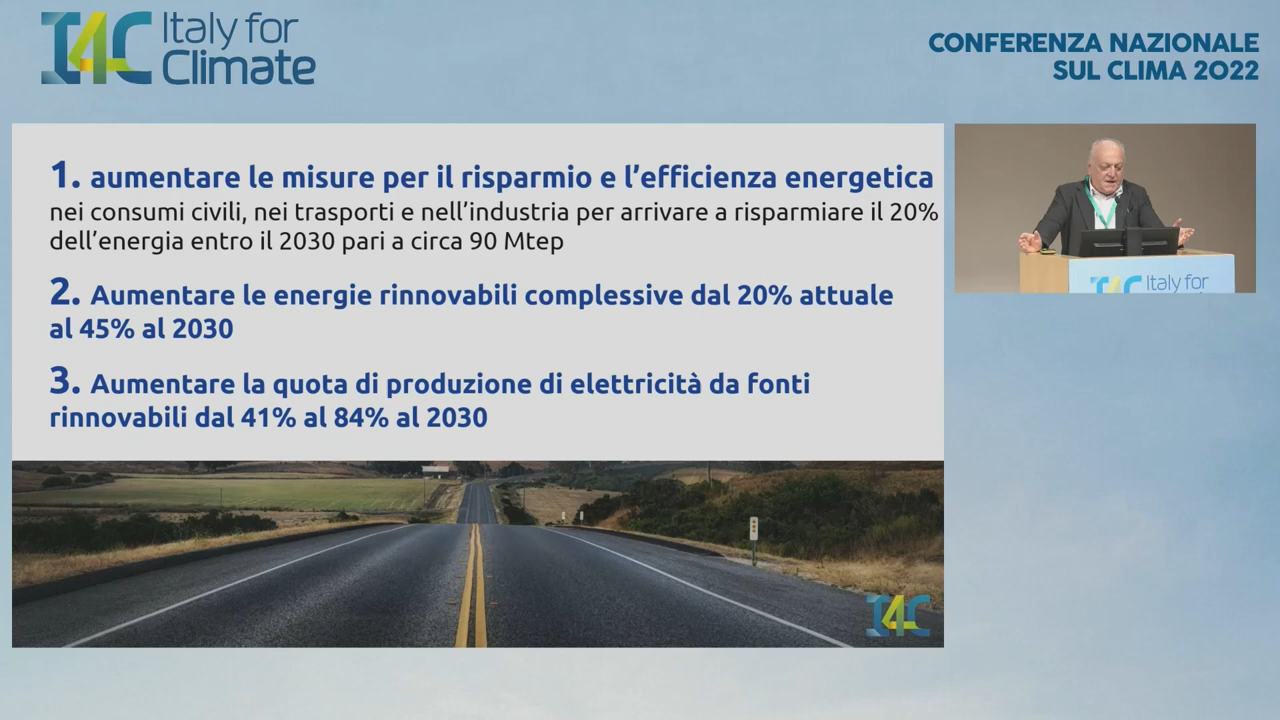 I4C Italy for
Climate
CONFERENZA NAZIONALE
SUL CLIMA 2022
1. aumentare le misure per il risparmio e l'efficienza energetica
nei consumi civili, nei trasporti e nell'industria per arrivare a risparmiare il 20%
dell'energia entro il 2030 pari a circa 90 Mtep
2. Aumentare le energie rinnovabili complessive dal 20% attuale
al 45% al 2030
3. Aumentare la quota di produzione di elettricità da fonti
rinnovabili dal 41% al 84% al 2030
I4C
I4C Italy for